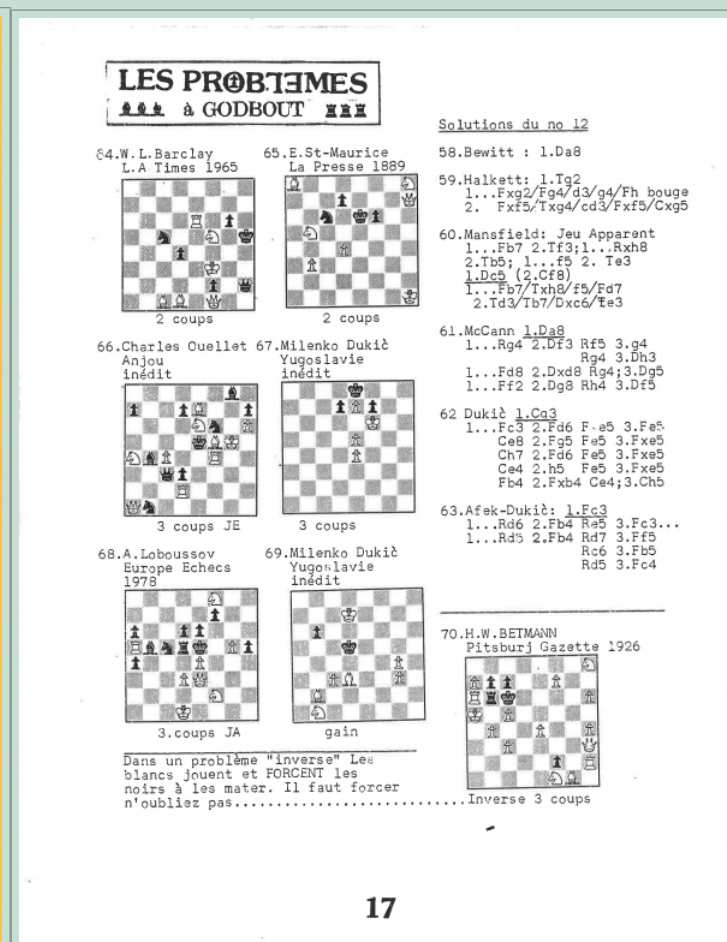 LES PROBLEMES
à GODBOUT
84.W.L.Barclay
L.A Times 1965
2 coups
65.E.St-Maurice
La Presse 1889
2 coups
66.Charles Ouellet
Anjou
inédit
3 coups JE
67.Milenko Dukiè
Yugoslavie
inédit
3 coups
68.A.Loboussov
Europe Echecs
1978
3.coups JA
69.Milenko Dukiè
Yugoslavie
inédit
gain
Dans un problème "inverse" Les
blancs jouent et FORCENT les
noirs à les mater. Il faut forcer
n'oubliez pas............................
Solutions du no 12
58.Bewitt : 1.Da8
59.Halkett: 1.Tg2
1...Fxg2/Fg4/d3/g4/Fh bouge
2. Fxf5/Txg4/cd3/Fxf5/Cxg5
60.Mansfield: Jeu Apparent
1...Fb7 2.Tf3;1...Rxh8
2.Tb5; 1...f5 2. Te3
1.Dc5 (2.Cf8)
1...Fb7/Txh8/f5/Fd7
2.Td3/Tb7/Dxc6/Te3
61.McCann 1.Da8
1...Rg4 2.Df3 Rf5 3.g4
Rg4 3.Dh3
1...Fd8 2.Dxd8 Rg4;3.Dg5
1...Ff2 2.Dg8 Rh4 3.Df5
62 Dukiè 1.Cg3
1...Fc3 2.Fd6 3.Fe5
Ce8 2.Fg5 Fe5 3.Fxe5
Ch7 2.Fd6 Fe5 3.Fxe5
Ce4 2.h5 Fe5 3.Fxe5
Fb4 2.Fxb4 Ce4;3.Ch5
63.Afek-Dukiè: 1.Fc3
1...Rd6 2.Fb4 Re5 3.Fc3...
1...Rd5 2.Fb4 Rd7 3.Ff5
Rc6 3.Fb5
Rd5 3.Fc4
70.H.W.BETMANN
Pitsburj Gazette 1926
Inverse 3 coups
17